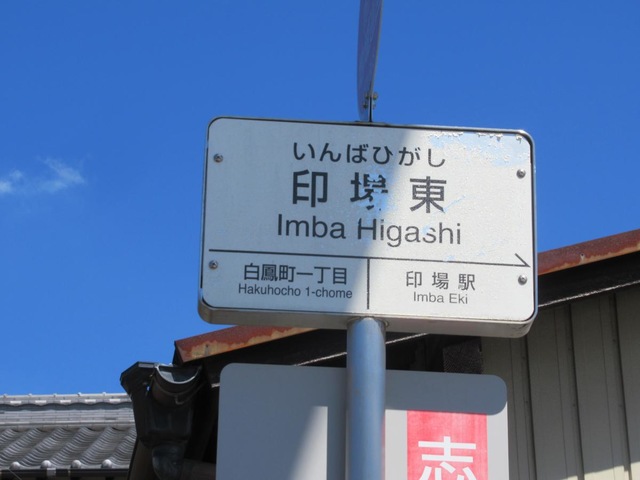 いんばひがし
印場東
Imba Higashi
白鳳町一丁目
Hakuhocho 1-chome
印場駅
Imba Eki
志